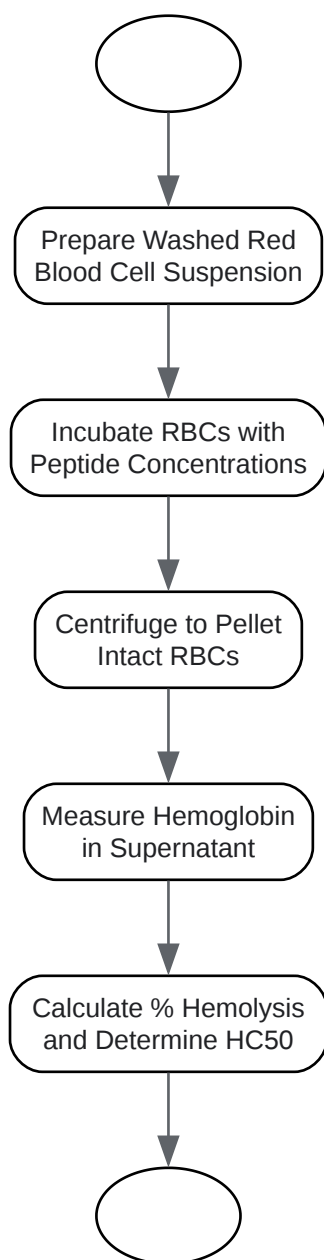 Prepare Washed Red
Blood Cell Suspension
Incubate RBCs with
Peptide Concentrations
Centrifuge to Pellet
Intact RBCs
Measure Hemoglobin
in Supernatant
Calculate % Hemolysis
and Determine HC50